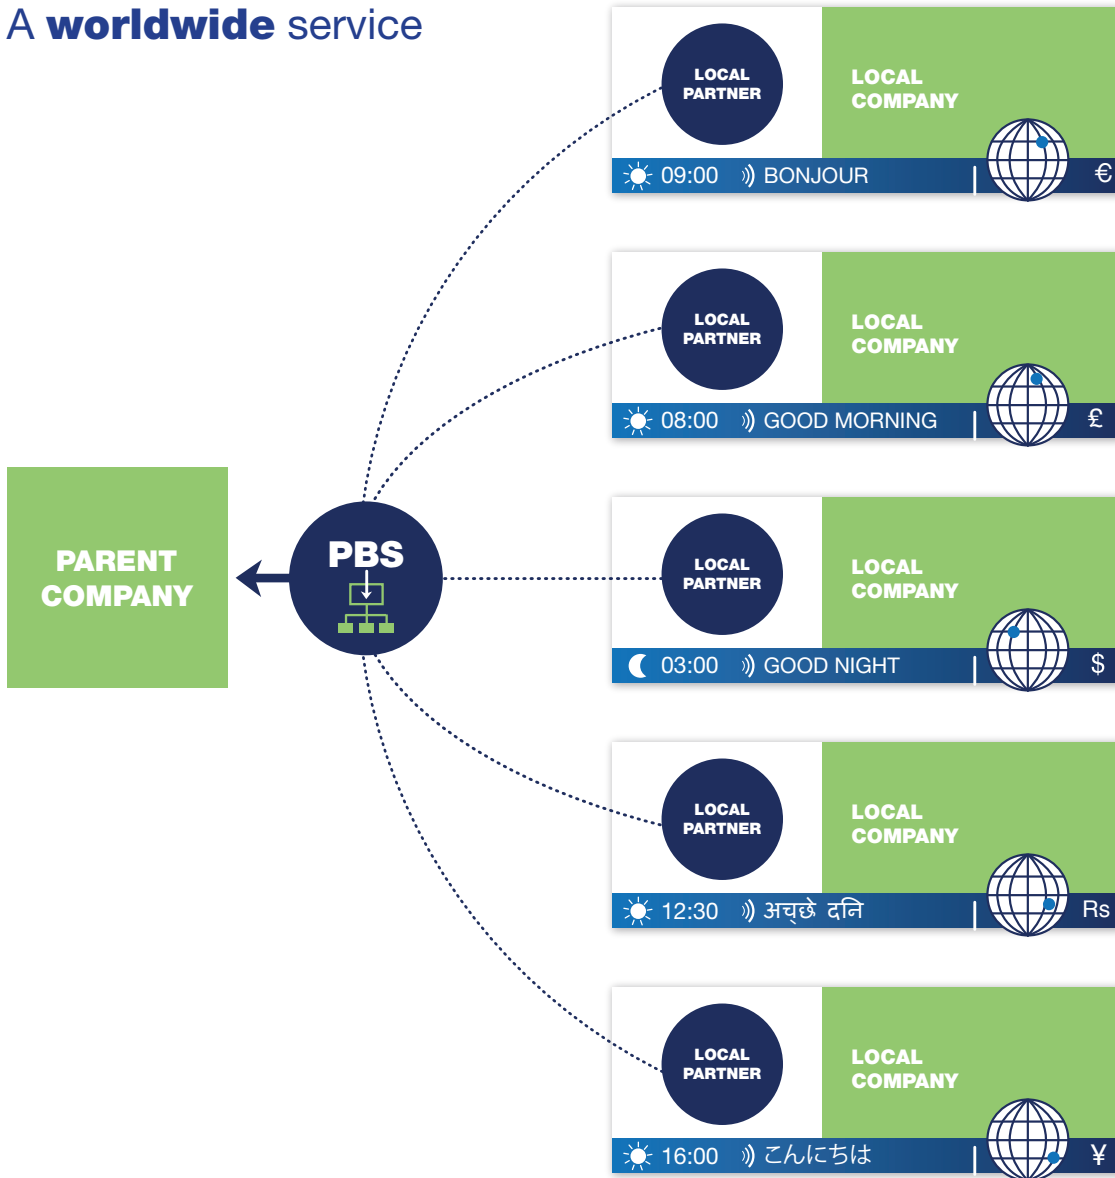 A worldwide service
LOCAL
PARTNER
LOCAL
COMPANY
09:00 BONJOUR €
LOCAL
PARTNER
LOCAL
COMPANY
08:00 GOOD MORNING £
PARENT
COMPANY
PBS
LOCAL
PARTNER
LOCAL
COMPANY
03:00 GOOD NIGHT $
LOCAL
PARTNER
LOCAL
COMPANY
12:30 अच्छे दनि Rs
LOCAL
PARTNER
LOCAL
COMPANY
16:00 こんにちは ¥